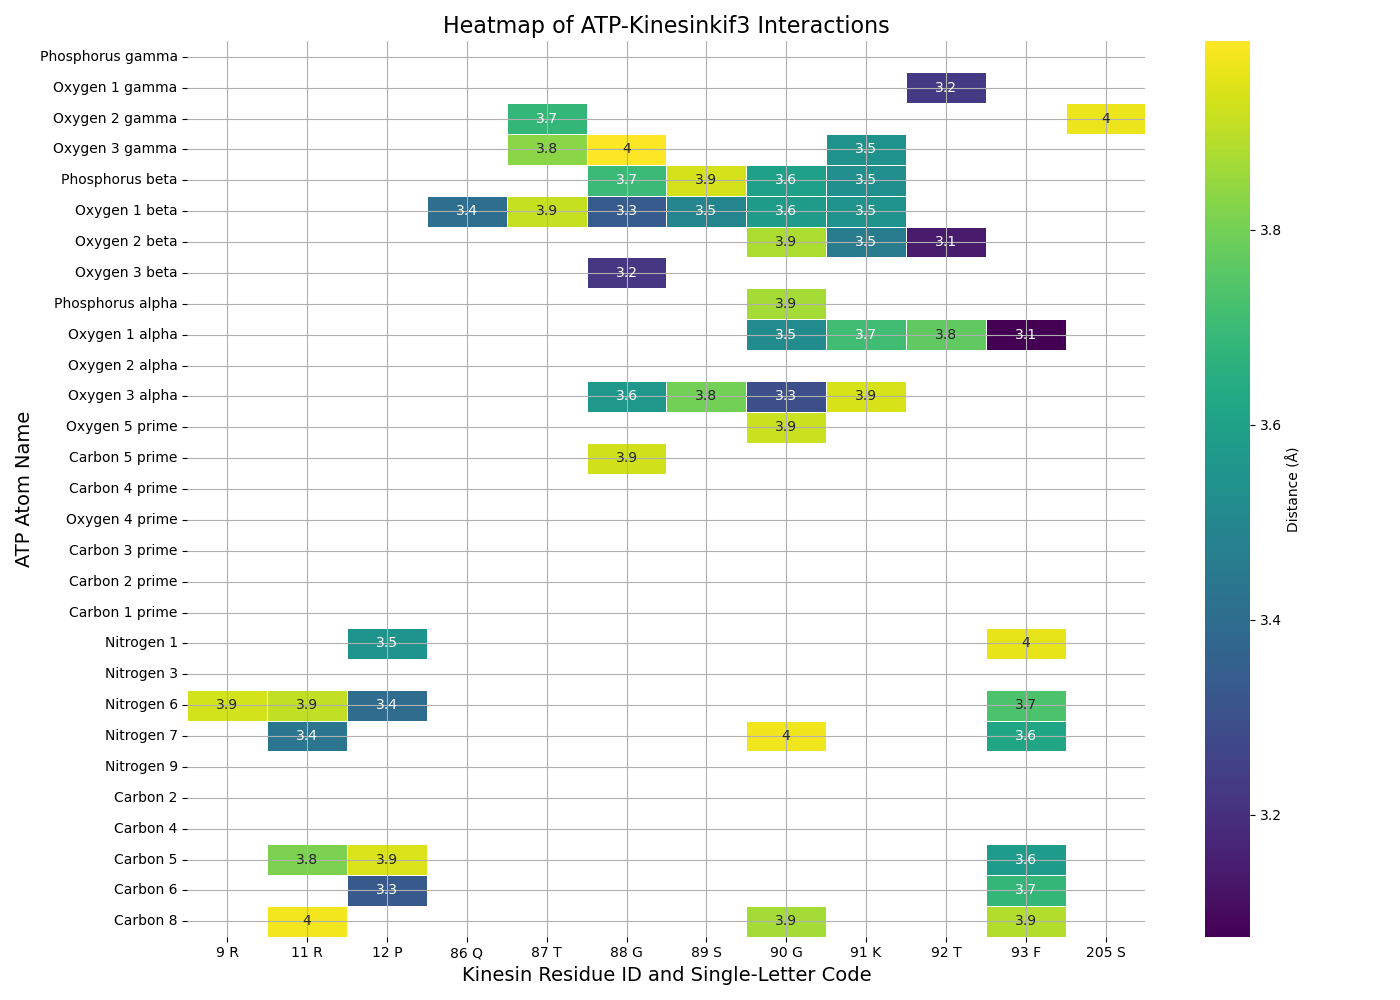 Heatmap of ATP-Kinesinkif3 Interactions
Phosphorus gamma
Oxygen 1 gamma 3.2
Oxygen 2 gamma 3.7 4
Oxygen 3 gamma 3.8 4 3.5
Phosphorus beta 3.7 3.9 3.6 3.5
Oxygen 1 beta 3.4 3.9 3.3 3.5 3.6 3.5
Oxygen 2 beta 3.9 3.5 3.1
Oxygen 3 beta 3.2
Phosphorus alpha 3.9
Oxygen 1 alpha 3.5 3.7 3.8 3.1
Oxygen 2 alpha
Oxygen 3 alpha 3.6 3.8 3.3 3.9
Oxygen 5 prime 3.9
Carbon 5 prime 3.9
Carbon 4 prime
Oxygen 4 prime
Carbon 3 prime
Carbon 2 prime
Carbon 1 prime
Nitrogen 1 3.5 4
Nitrogen 3
Nitrogen 6 3.9 3.9 3.4 3.7
Nitrogen 7 3.4 4 3.6
Nitrogen 9
Carbon 2
Carbon 4
Carbon 5 3.8 3.9 3.6
Carbon 6 3.3 3.7
Carbon 8 4 3.9 3.9
9 R 11 R 12 P 86 Q 87 T 88 G 89 S 90 G 91 K 92 T 93 F 205 S
Kinesin Residue ID and Single-Letter Code
ATP Atom Name
3.8
3.6
3.4
3.2
Distance (Å)